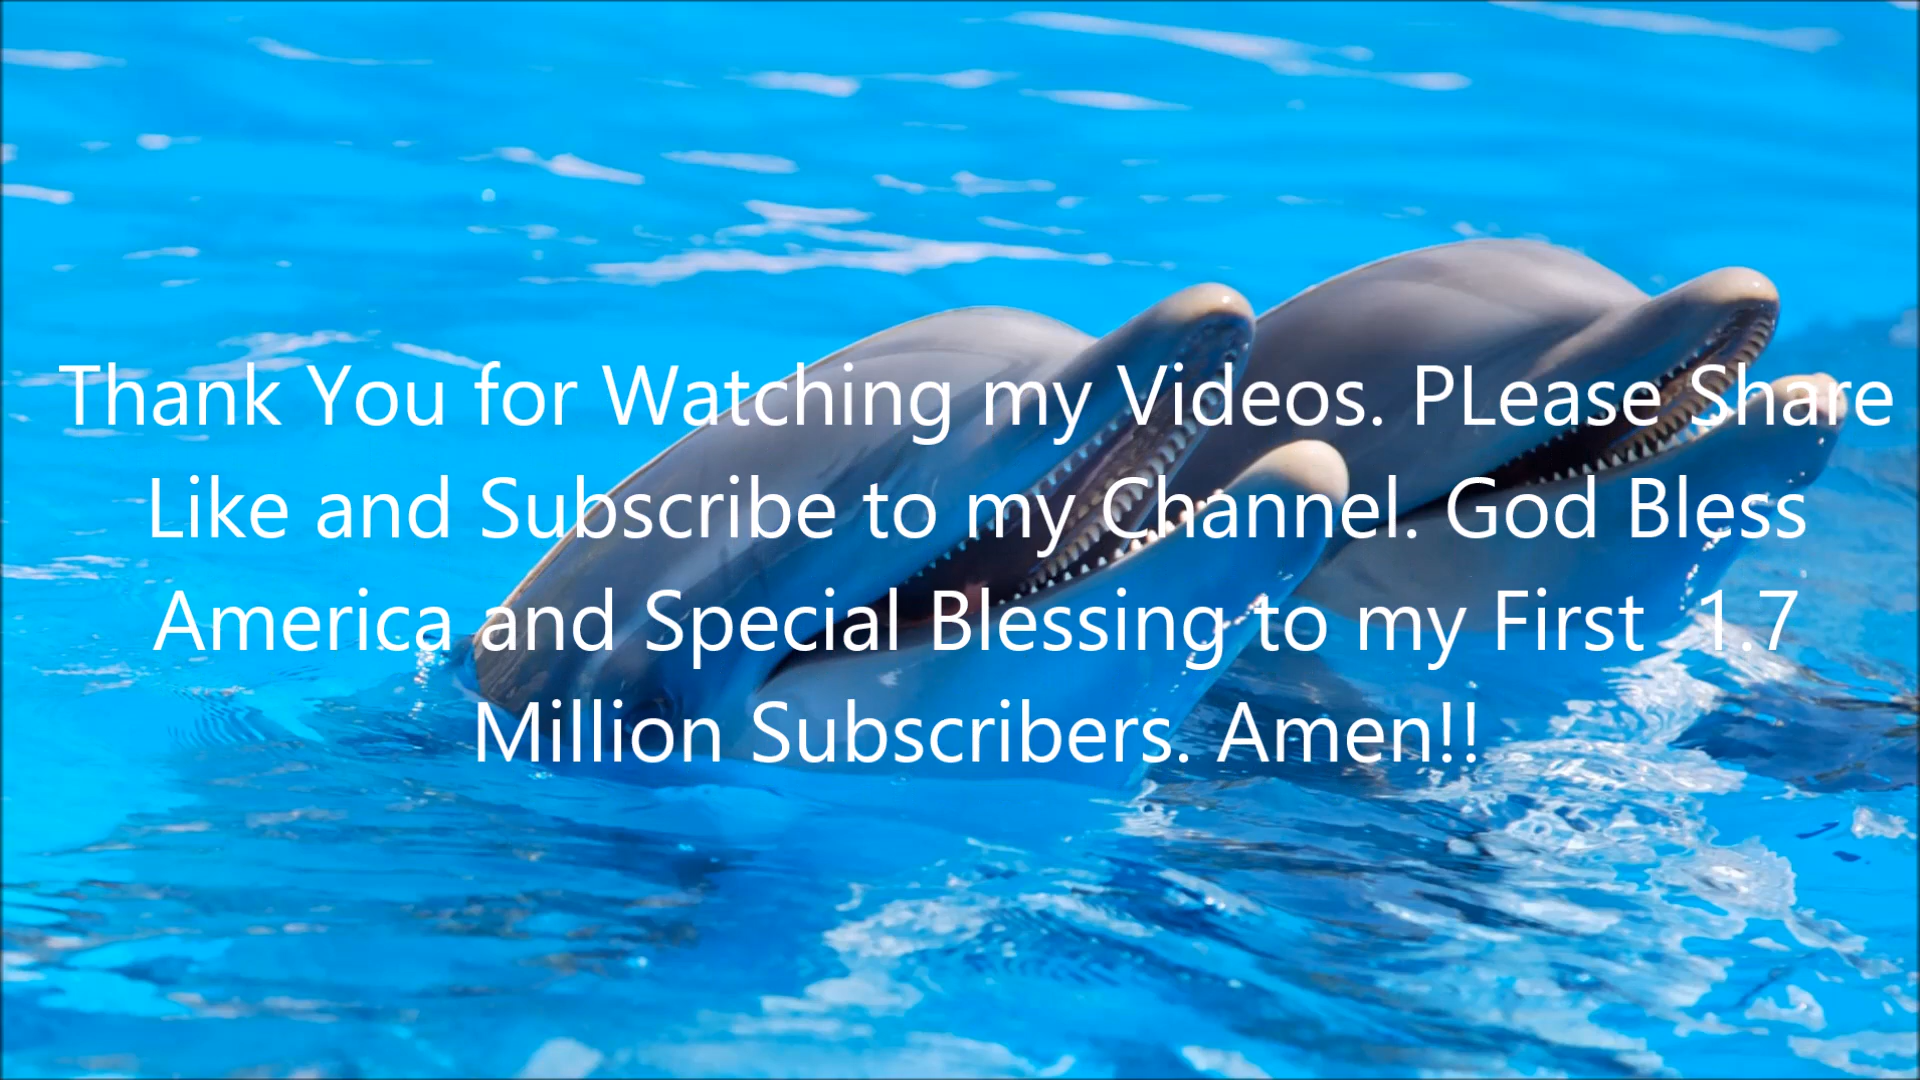 Thank You for Watching my Videos. PLease Share
Like and Subscribe to my Channel. God Bless
America and Special Blessing to my First  1.7
Million Subscribers. Amen!!